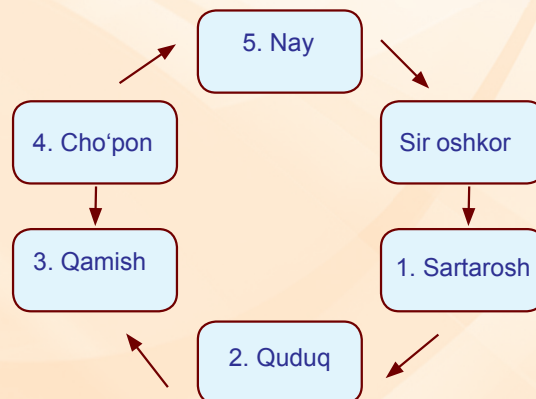 5. Nay
4. Cho‘pon
Sir oshkor
3. Qamish
1. Sartarosh
2. Quduq